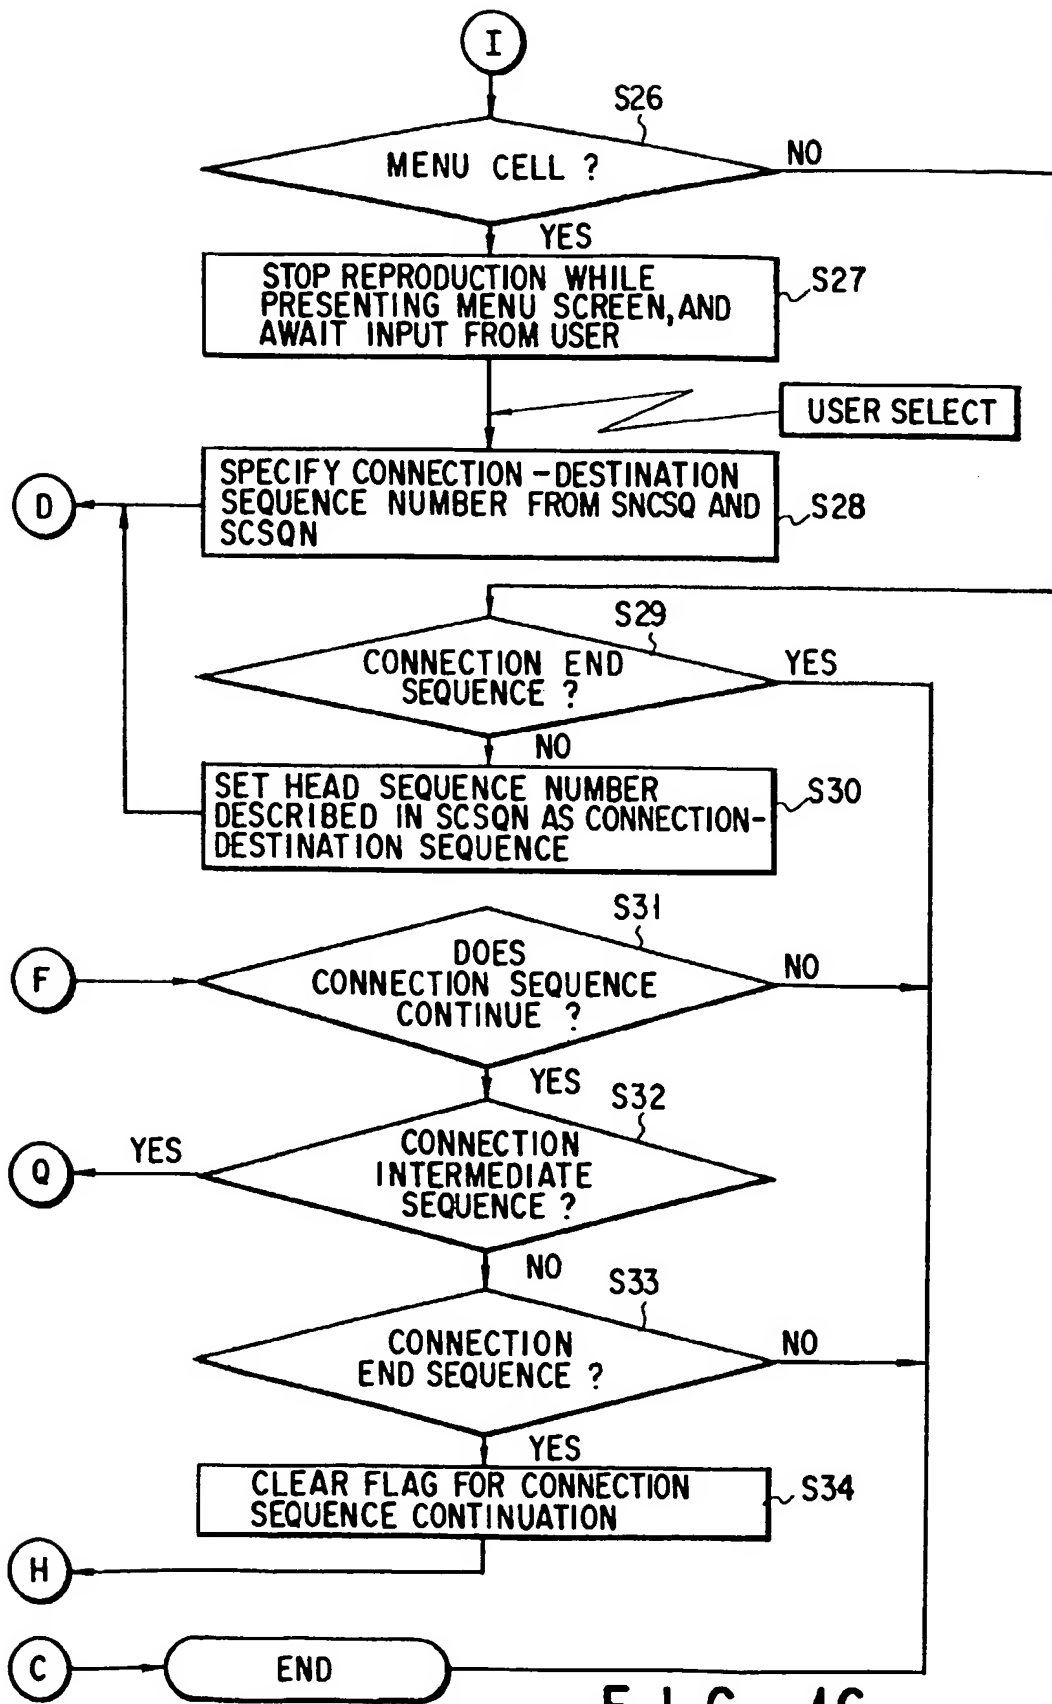 I
S26
MENU CELL ?
NO
YES
STOP REPRODUCTION WHILE
PRESENTING MENU SCREEN, AND
AWAIT INPUT FROM USER
S27
USER SELECT
SPECIFY CONNECTION-DESTINATION
SEQUENCE NUMBER FROM SNCSQ AND
SCSQN
S28
D
S29
CONNECTION END
SEQUENCE ?
YES
NO
SET HEAD SEQUENCE NUMBER
DESCRIBED IN SCSQN AS CONNECTION-
DESTINATION SEQUENCE
S30
S31
F
DOES
CONNECTION SEQUENCE
CONTINUE ?
NO
YES
S32
Q
YES
CONNECTION
INTERMEDIATE
SEQUENCE ?
NO
S33
CONNECTION
END SEQUENCE ?
NO
YES
CLEAR FLAG FOR CONNECTION
SEQUENCE CONTINUATION
S34
H
C
END